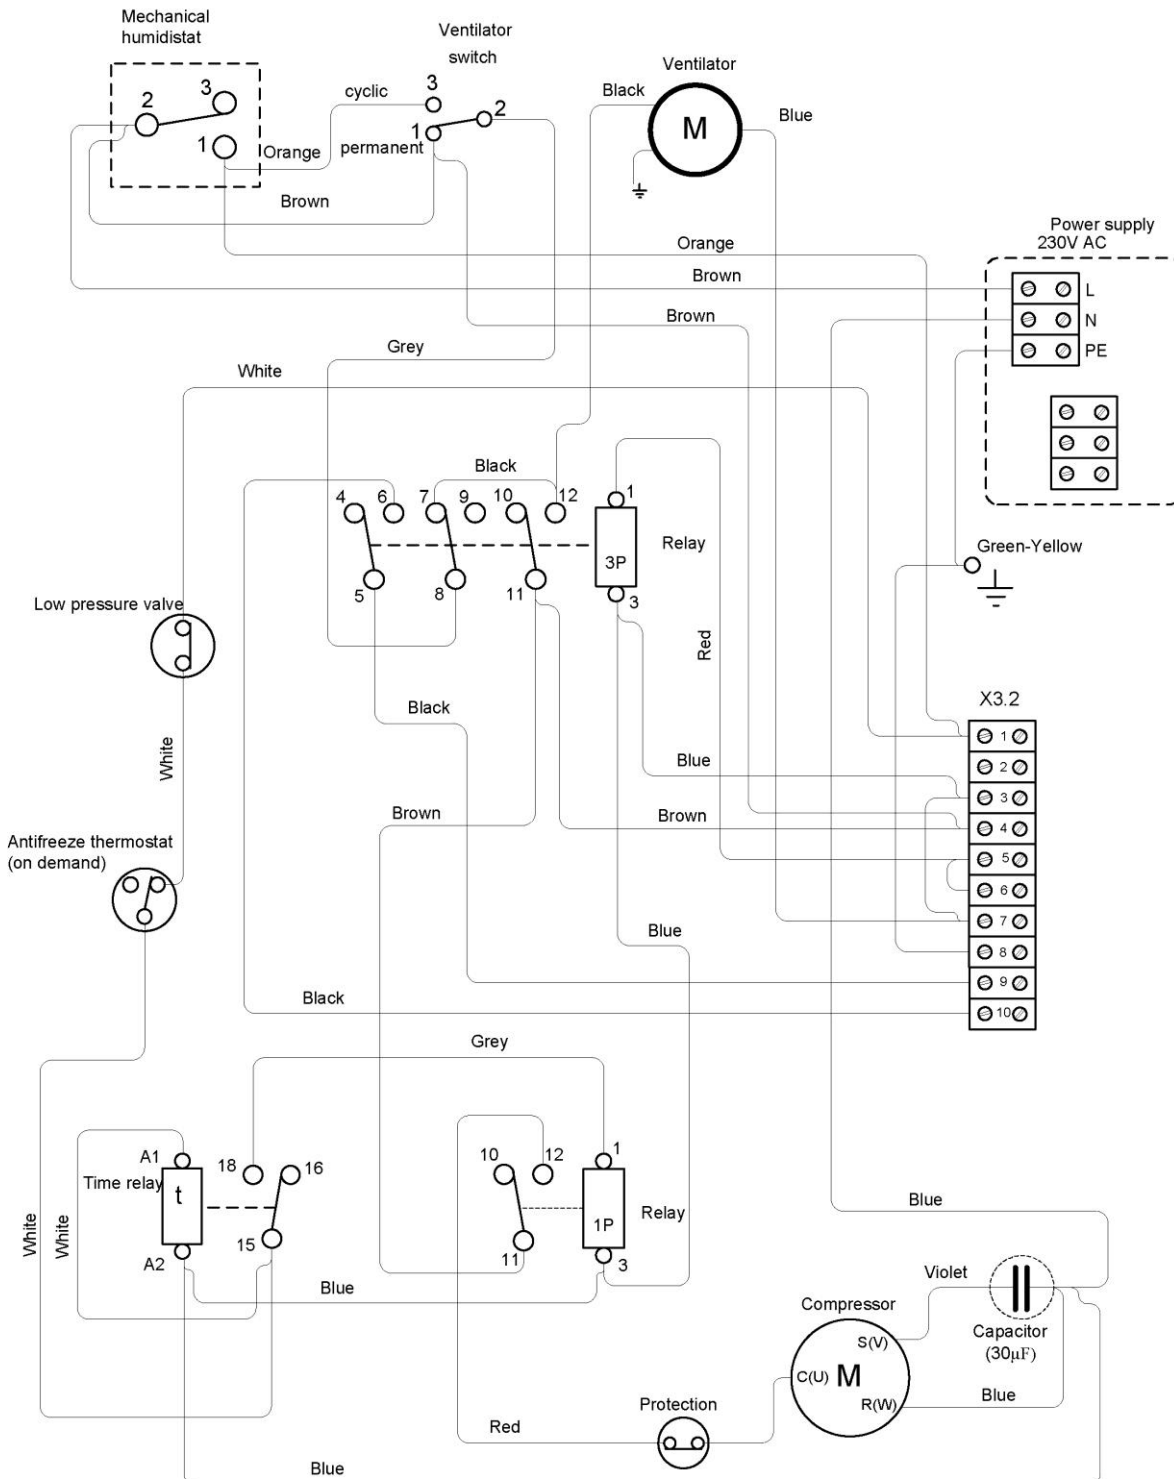 Mechanical
humidistat
Ventilator
switch
Ventilator
3
2
1
cyclic
3
2
1
permanent
Orange
Brown
Black
M
Blue
Power supply
230V AC
Orange
Brown
L
Brown
N
PE
Grey
White
Black
4
6
7
9
10
12
1
Relay
3P
5
8
11
3
Green-Yellow
Low pressure valve
Red
X3.2
Black
White
Blue
Brown
Brown
1
2
3
4
5
6
7
8
9
10
Antifreeze thermostat
(on demand)
Blue
Black
Grey
A1
18
16
10
12
1
Time relay
t
Relay
1P
White
White
15
11
3
A2
Blue
Blue
Violet
Compressor
Capacitor
(30µF)
S(V)
C(U)
M
R(W)
Blue
Protection
Red
Blue